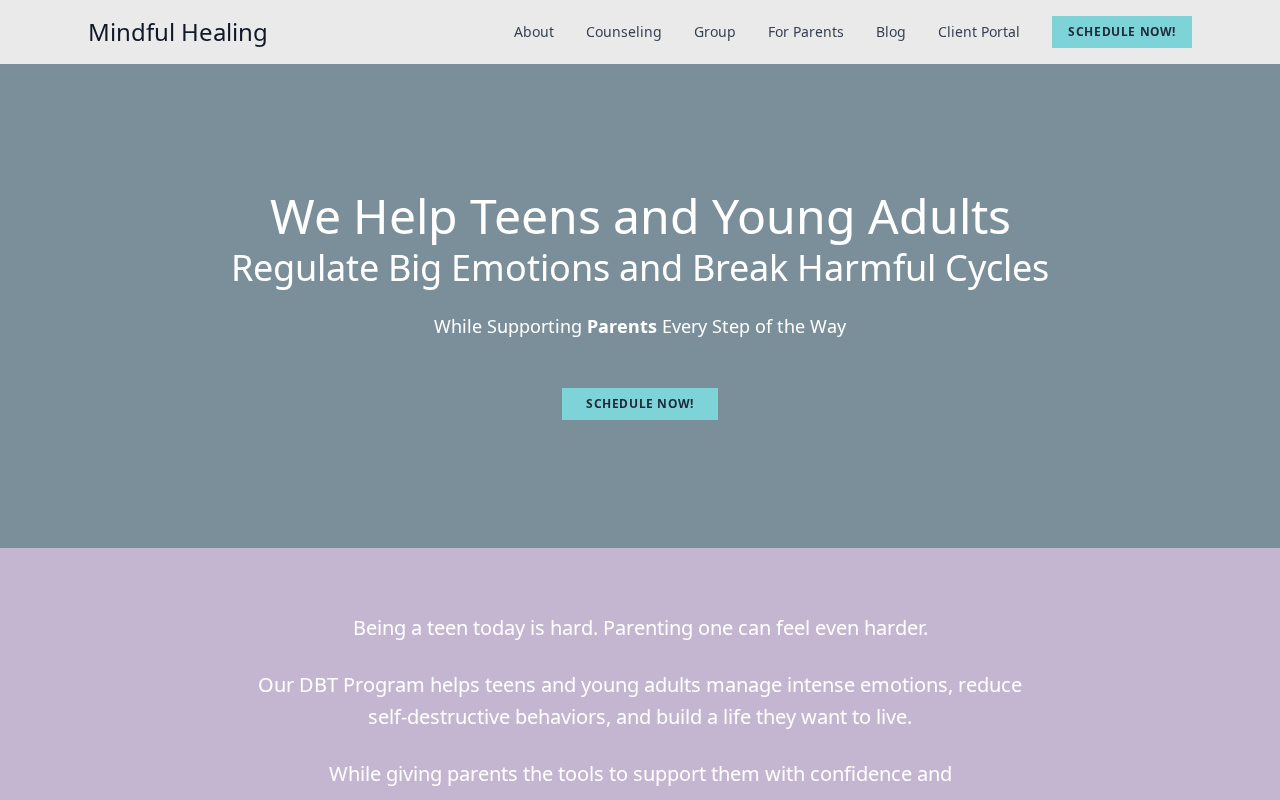 Mindful Healing
About
Counseling
Group
For Parents
Blog
Client Portal
SCHEDULE NOW!
We Help Teens and Young Adults
Regulate Big Emotions and Break Harmful Cycles
While Supporting Parents Every Step of the Way
SCHEDULE NOW!
Being a teen today is hard. Parenting one can feel even harder.
Our DBT Program helps teens and young adults manage intense emotions, reduce
self-destructive behaviors, and build a life they want to live.
While giving parents the tools to support them with confidence and